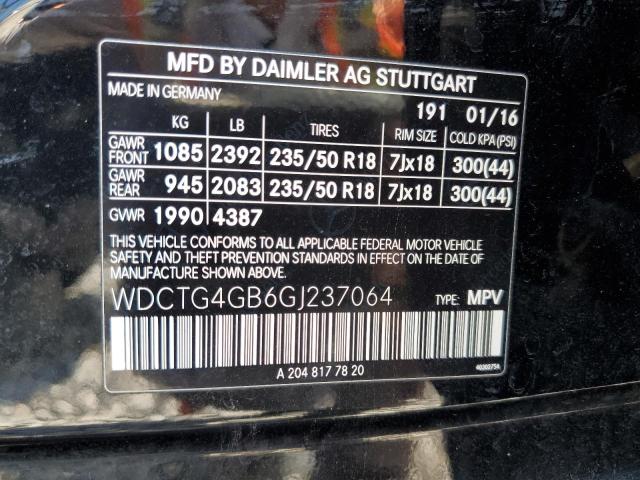 MFD BY DAIMLER AG STUTTGART
MADE IN GERMANY
191 01/16
KG LB TIRES RIM SIZE COLD KPA(PSI)
GAWR FRONT 1085 2392 235/50 R18 7Jx18 300(44)
GAWR REAR 945 2083 235/50 R18 7Jx18 300(44)
GVWR 1990 4387
THIS VEHICLE CONFORMS TO ALL APPLICABLE FEDERAL MOTOR VEHICLE
SAFETY AND THEFT PREVENTION STANDARDS IN EFFECT ON THE DATE
OF MANUFACTURE SHOWN ABOVE.
WDCTG4GB6GJ237064 TYPE: MPV
A 204 817 78 20